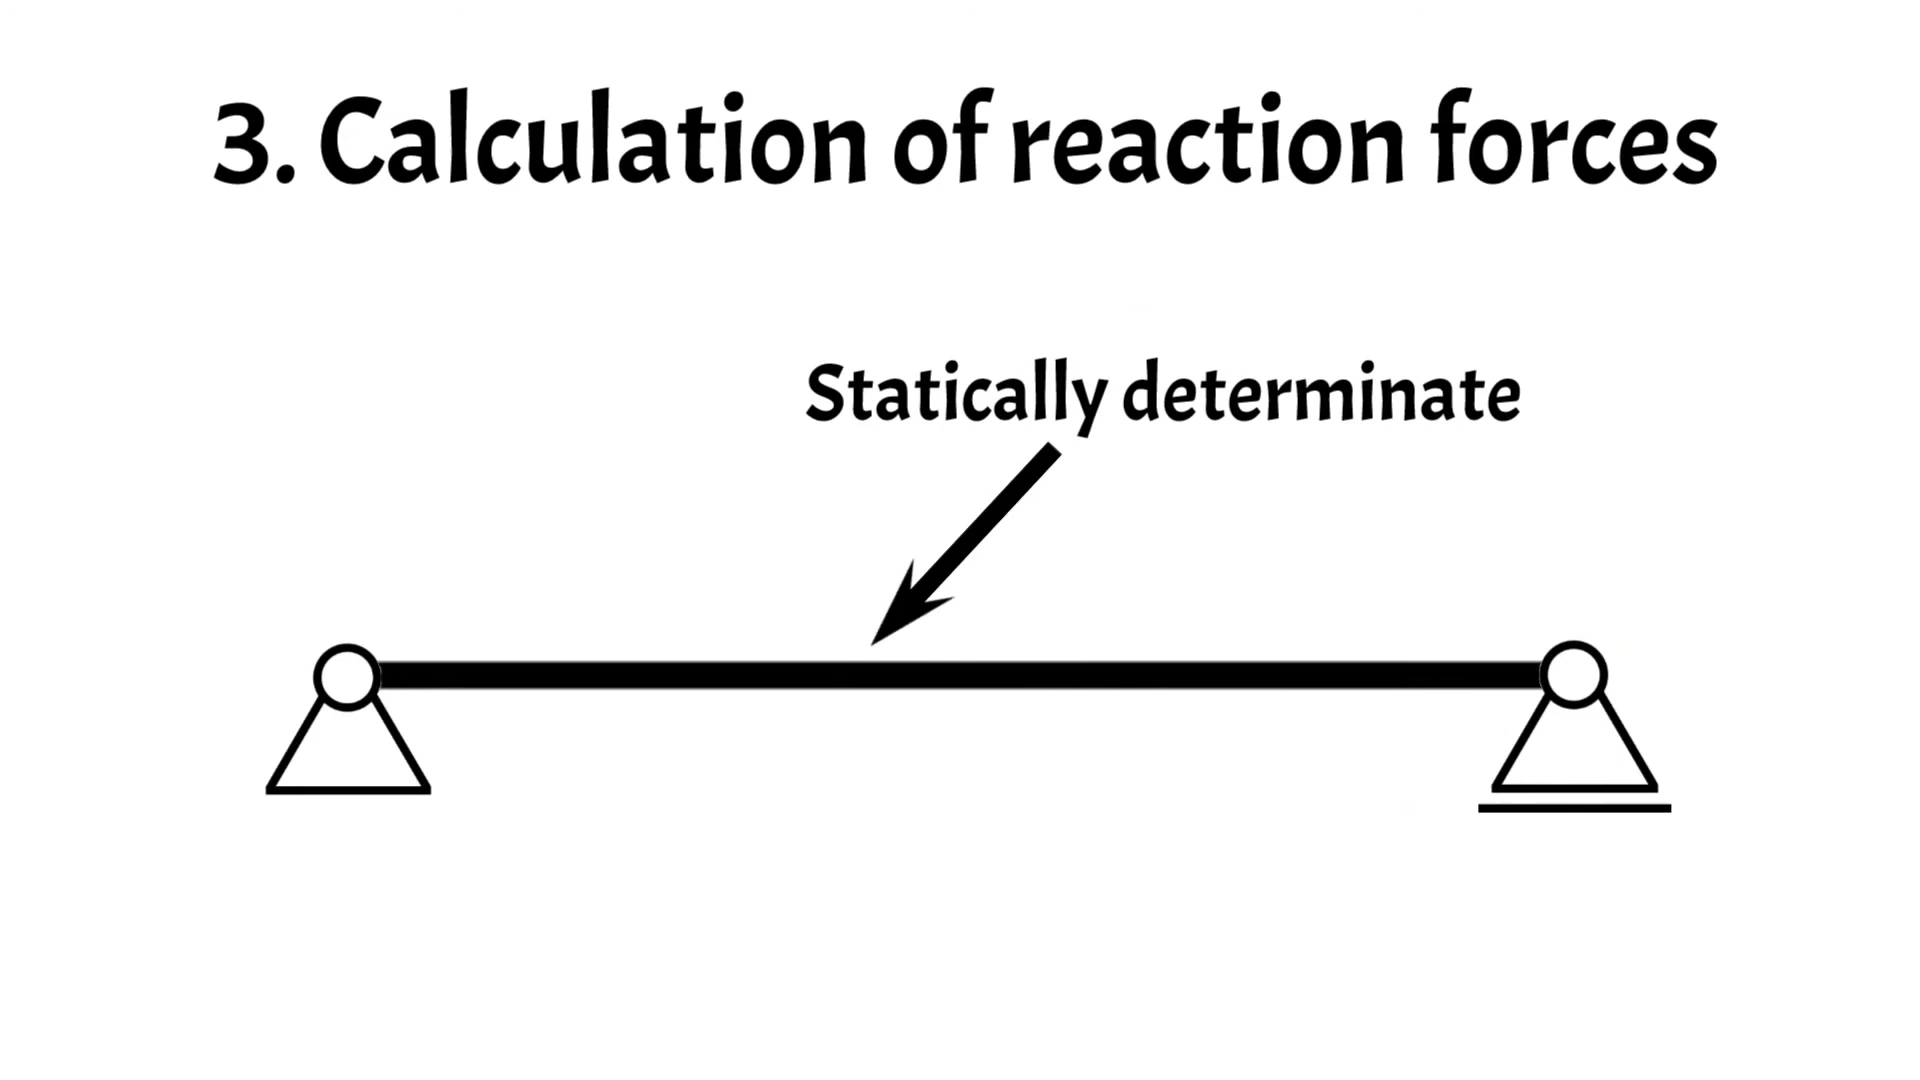 3. Calculation of reaction forces
Statically determinate